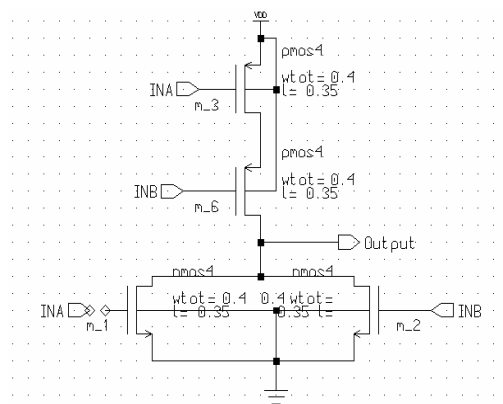 VDD
pmos4
wtot= 0.4
l= 0.35
INA
m_3
pmos4
wtot= 0.4
l= 0.35
INB
m_6
Output
pmos4 pmos4
wtot= 0.4 0.4 wtot=
l= 0.35 0.35 l=
INA INB
m_1 m_2